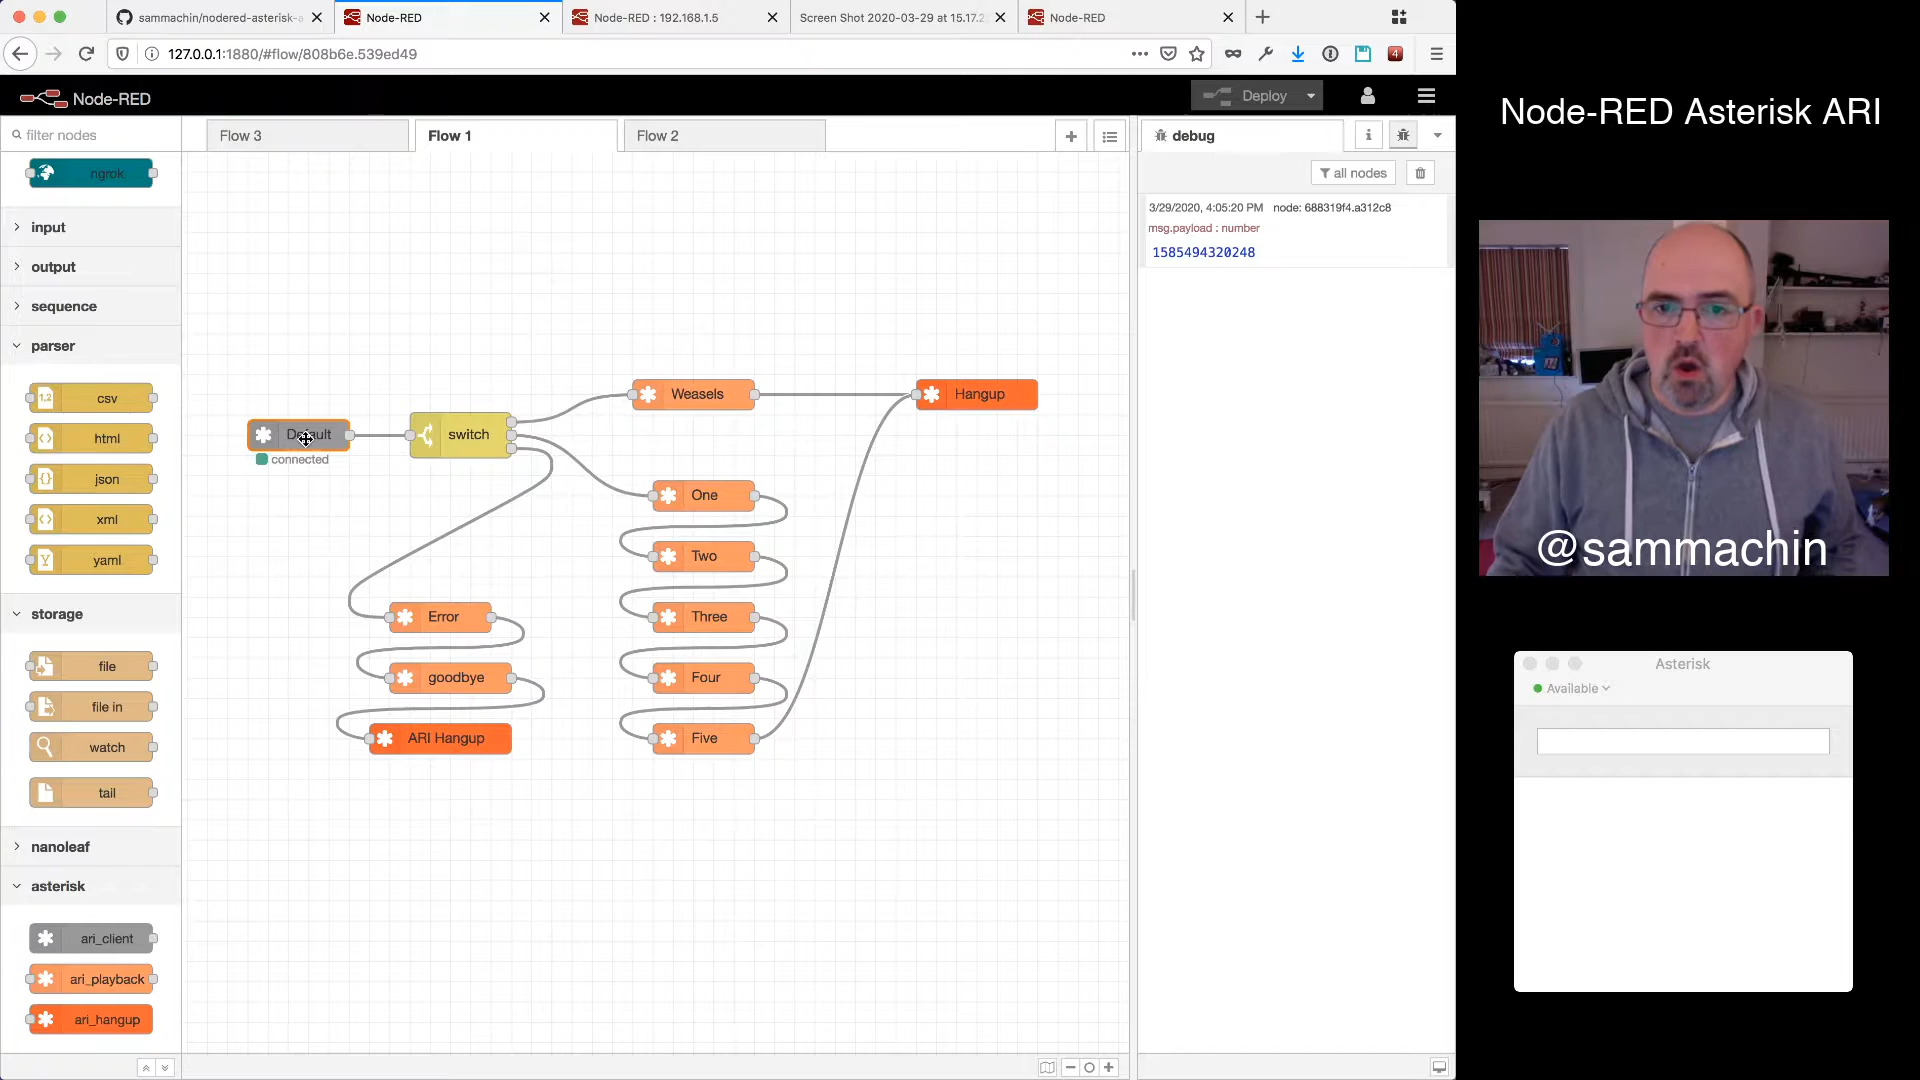 sammachin/nodered-asterisk-a
Node-RED
Node-RED : 192.168.1.5
Screen Shot 2020-03-29 at 15.17.2
Node-RED
127.0.0.1:1880/#flow/808b6e.539ed49
4
Node-RED
Deploy
filter nodes
Flow 3
Flow 1
Flow 2
debug
i
all nodes
3/29/2020, 4:05:20 PM node: 688319f4.a312c8
msg.payload : number
1585494320248
ngrok
input
output
sequence
parser
csv
html
json
xml
yaml
storage
file
file in
watch
tail
nanoleaf
asterisk
ari_client
ari_playback
ari_hangup
Default
connected
switch
Weasels
Hangup
One
Two
Three
Four
Five
Error
goodbye
ARI Hangup
Node-RED Asterisk ARI
@sammachin
Asterisk
Available